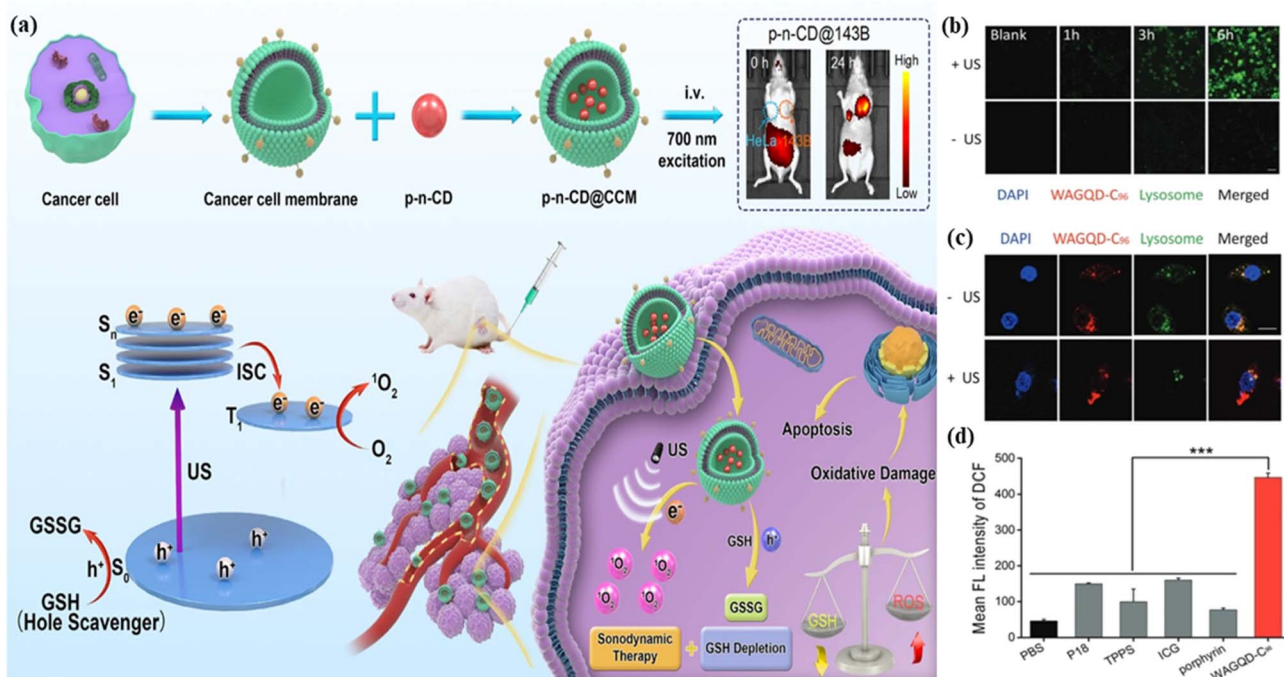 (a)
p-n-CD@143B
0 h
24 h
High
Low
HeLa
143B
i.v.
700 nm
excitation
Cancer cell
Cancer cell membrane
p-n-CD
p-n-CD@CCM
Sn
e⁻ e⁻ e⁻
S1
ISC
e⁻ e⁻
T1
¹O2
O2
US
GSSG
h⁺ h⁺ h⁺
h⁺
S0
GSH
(Hole Scavenger)
US
e⁻
Apoptosis
Oxidative Damage
GSH
h⁺
¹O2
¹O2
¹O2
¹O2
GSSG
GSH
ROS
Sonodynamic
Therapy
+
GSH Depletion
(b)
Blank 1h 3h 6h
+ US
- US
DAPI WAGQD-C96 Lysosome Merged
(c)
DAPI WAGQD-C96 Lysosome Merged
- US
+ US
(d)
Mean FL intensity of DCF
500
400
300
200
100
0
***
PBS P18 TPPS ICG porphyrin WAGQD-C96